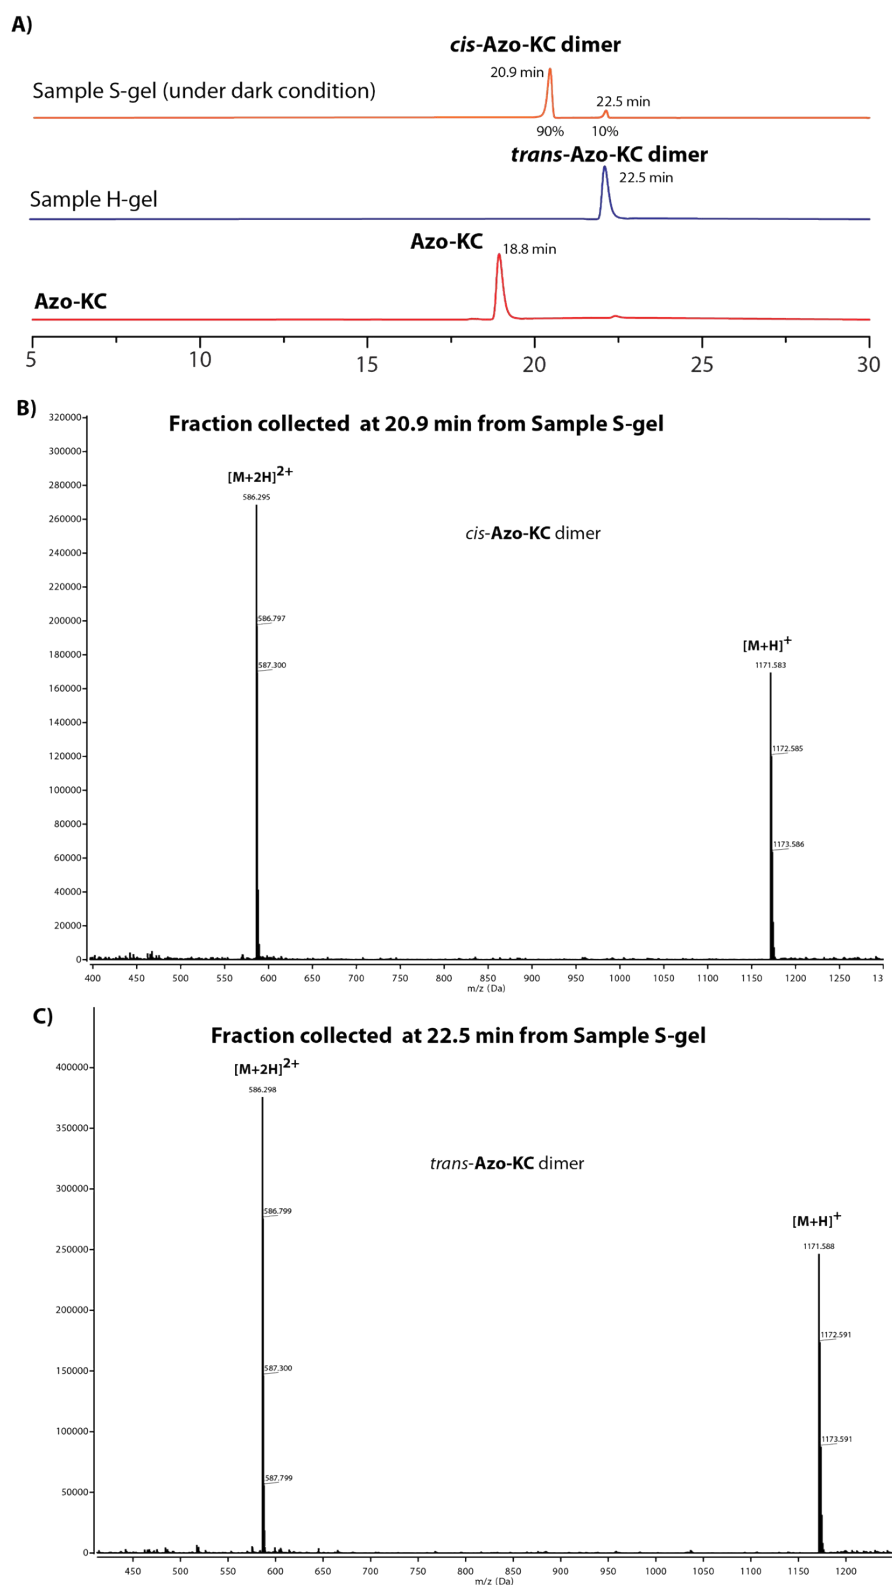 A)
cis-Azo-KC dimer
20.9 min
Sample S-gel (under dark condition)
22.5 min
90% 10%
trans-Azo-KC dimer
22.5 min
Sample H-gel
Azo-KC
18.8 min
Azo-KC
5 10 15 20 25 30
B)
Fraction collected at 20.9 min from Sample S-gel
320000
300000
280000
260000
240000
220000
200000
180000
160000
140000
120000
100000
80000
60000
40000
20000
0
[M+2H]2+
586.295
cis-Azo-KC dimer
586.797
587.300
[M+H]+
1171.583
1172.585
1173.586
400 450 500 550 600 650 700 750 800 850 900 950 1000 1050 1100 1150 1200 1250 13
m/z (Da)
C)
Fraction collected at 22.5 min from Sample S-gel
400000
350000
300000
250000
200000
150000
100000
50000
0
[M+2H]2+
586.298
trans-Azo-KC dimer
586.799
587.300
587.799
[M+H]+
1171.588
1172.591
1173.591
450 500 550 600 650 700 750 800 850 900 950 1000 1050 1100 1150 1200
m/z (Da)